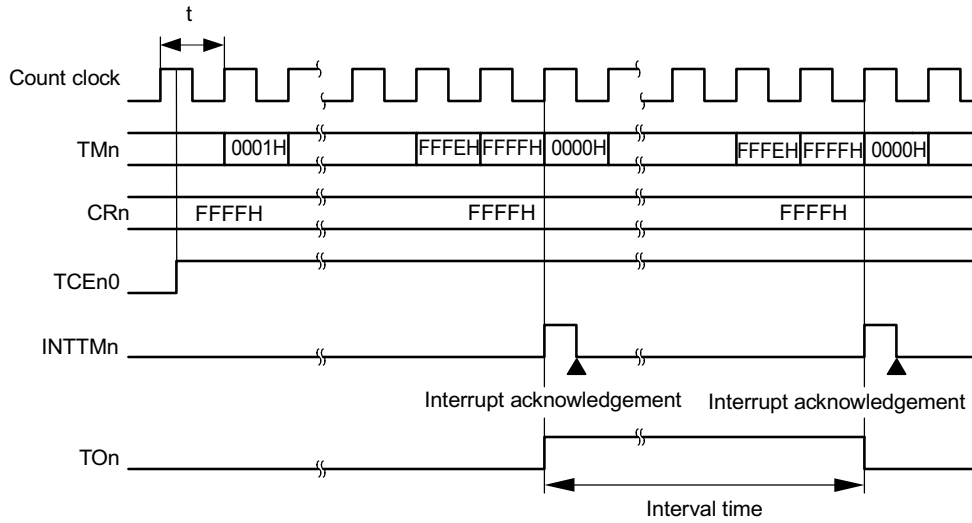 t
Count clock
TMn 0001H FFFEH FFFFH 0000H FFFEH FFFFH 0000H
CRn FFFFH FFFFH FFFFH
TCEn0
INTTMn
Interrupt acknowledgement Interrupt acknowledgement
TOn
Interval time